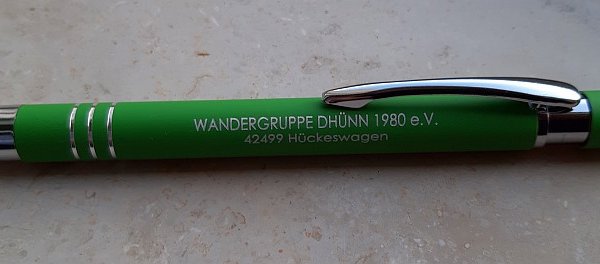 WANDERGRUPPE DHÜNN 1980 e.V.
42499 Hückeswagen